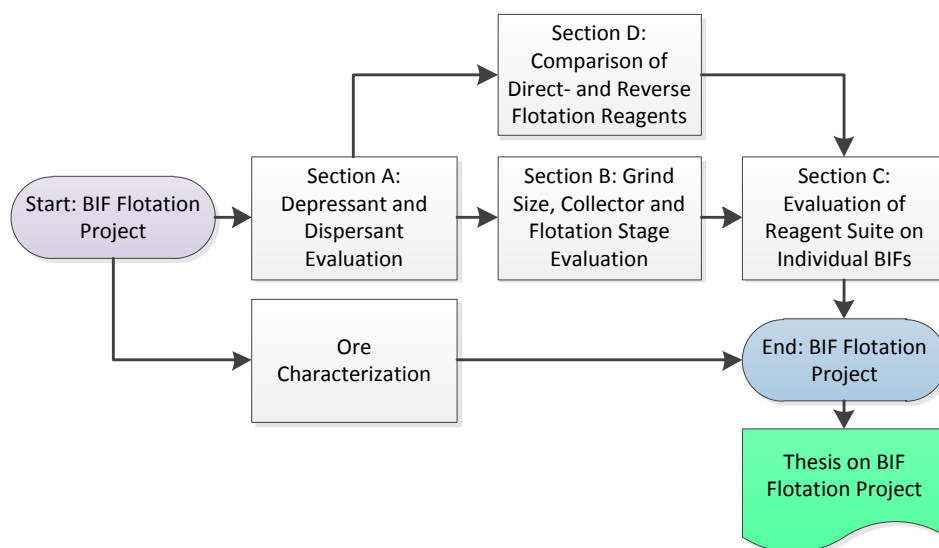 Section D:
Comparison of
Direct- and Reverse
Flotation Reagents
Start: BIF Flotation
Project
Section A:
Depressant and
Dispersant
Evaluation
Section B: Grind
Size, Collector and
Flotation Stage
Evaluation
Section C:
Evaluation of
Reagent Suite on
Individual BIFs
Ore
Characterization
End: BIF Flotation
Project
Thesis on BIF
Flotation Project